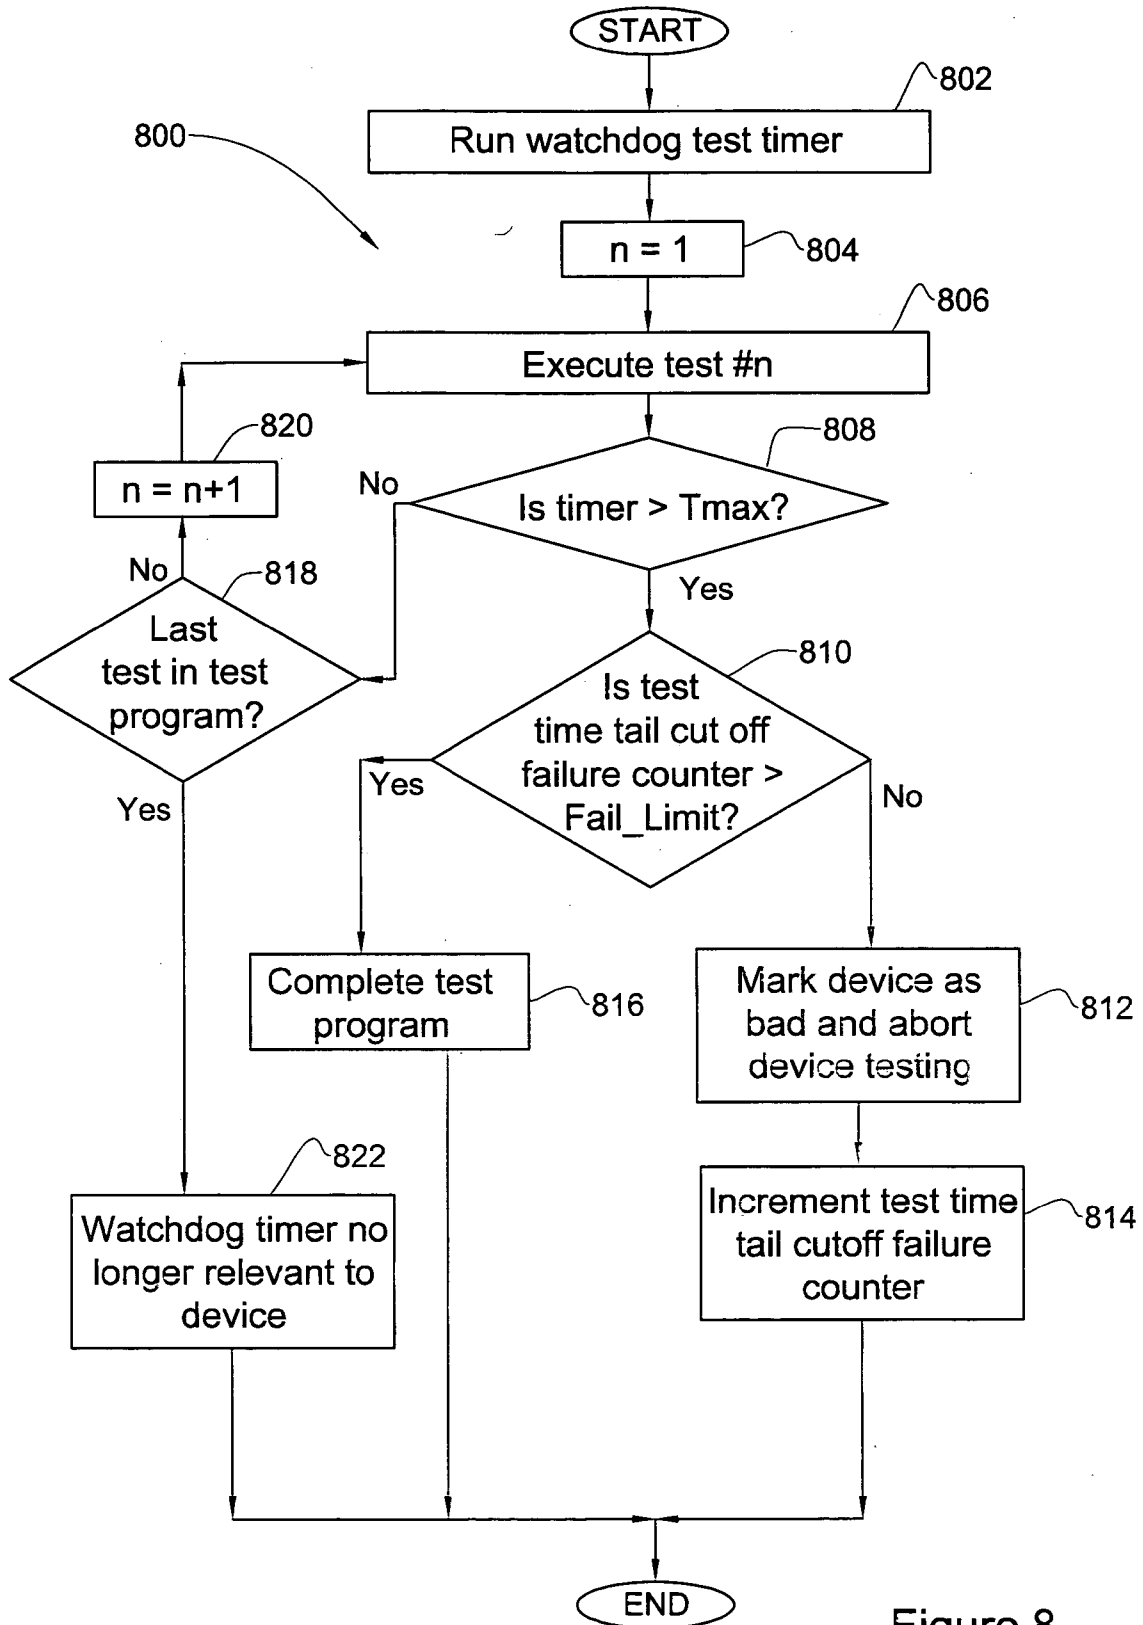 START
802
Run watchdog test timer
800
n = 1
804
806
Execute test #n
820
808
n = n+1
No
Is timer > Tmax?
No
818
Yes
Last
test in test
program?
810
Is test
time tail cut off
failure counter >
Fail_Limit?
Yes
No
Yes
Complete test
program
816
Mark device as
bad and abort
device testing
812
822
Watchdog timer no
longer relevant to
device
Increment test time
tail cutoff failure
counter
814
END
Figure 8